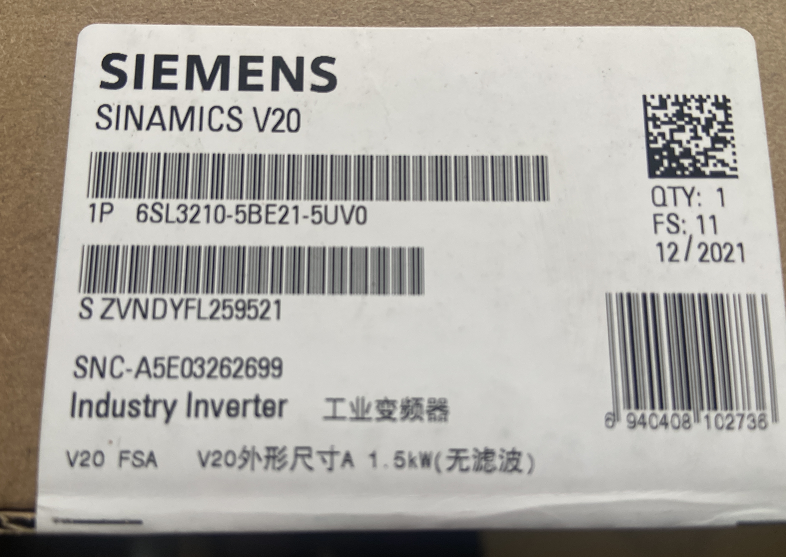 SIEMENS
SINAMICS V20
1P 6SL3210-5BE21-5UV0
QTY: 1
FS: 11
12/2021
S ZVNDYFL259521
SNC-A5E03262699
Industry Inverter 工业变频器
6 940408 102736
V20 FSA V20外形尺寸A 1.5kW(无滤波)